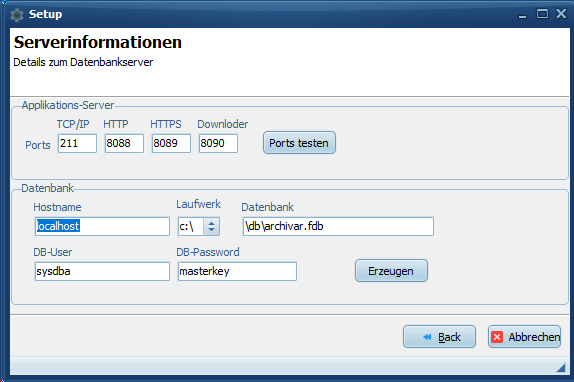 Setup
Serverinformationen
Details zum Datenbankserver
Applikations-Server
TCP/IP HTTP HTTPS Downloder
Ports 211 8088 8089 8090 Ports testen
Datenbank
Hostname Laufwerk Datenbank
localhost c:\ \db\archivar.fdb
DB-User DB-Password
sysdba masterkey Erzeugen
Back Abbrechen